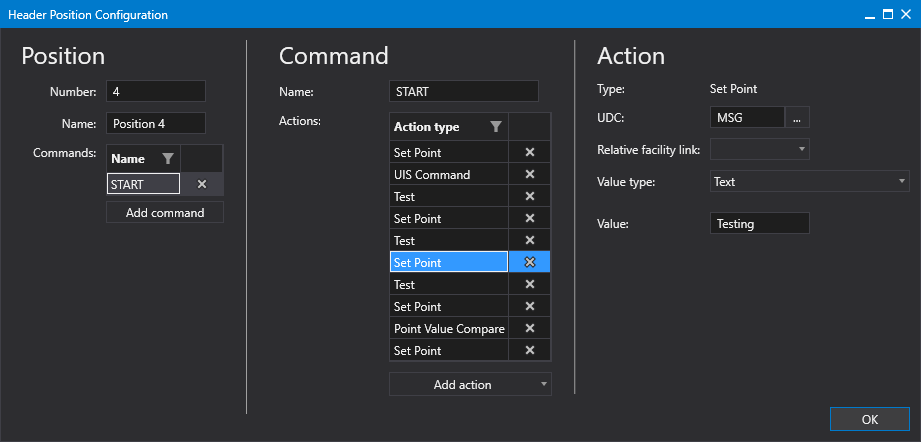 Header Position Configuration
Position
Number: 4
Name: Position 4
Commands: Name
START
Add command
Command
Name: START
Actions: Action type
Set Point
UIS Command
Test
Set Point
Test
Set Point
Test
Set Point
Point Value Compare
Set Point
Add action
Action
Type: Set Point
UDC: MSG ...
Relative facility link:
Value type: Text
Value: Testing
OK